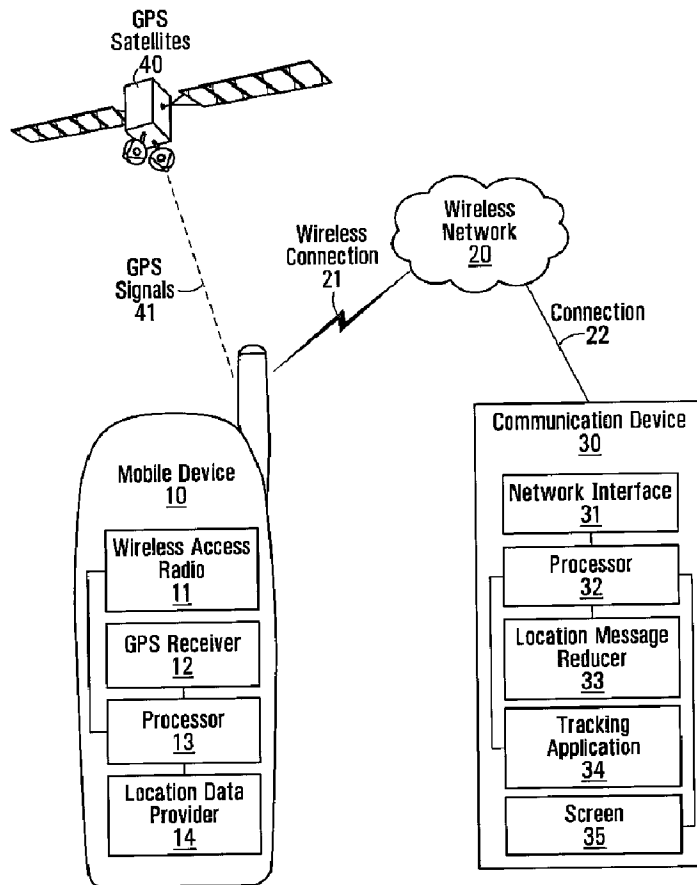 GPS
Satellites
40
GPS
Signals
41
Wireless
Connection
21
Wireless
Network
20
Connection
22
Mobile Device
10
Wireless Access
Radio
11
GPS Receiver
12
Processor
13
Location Data
Provider
14
Communication Device
30
Network Interface
31
Processor
32
Location Message
Reducer
33
Tracking
Application
34
Screen
35